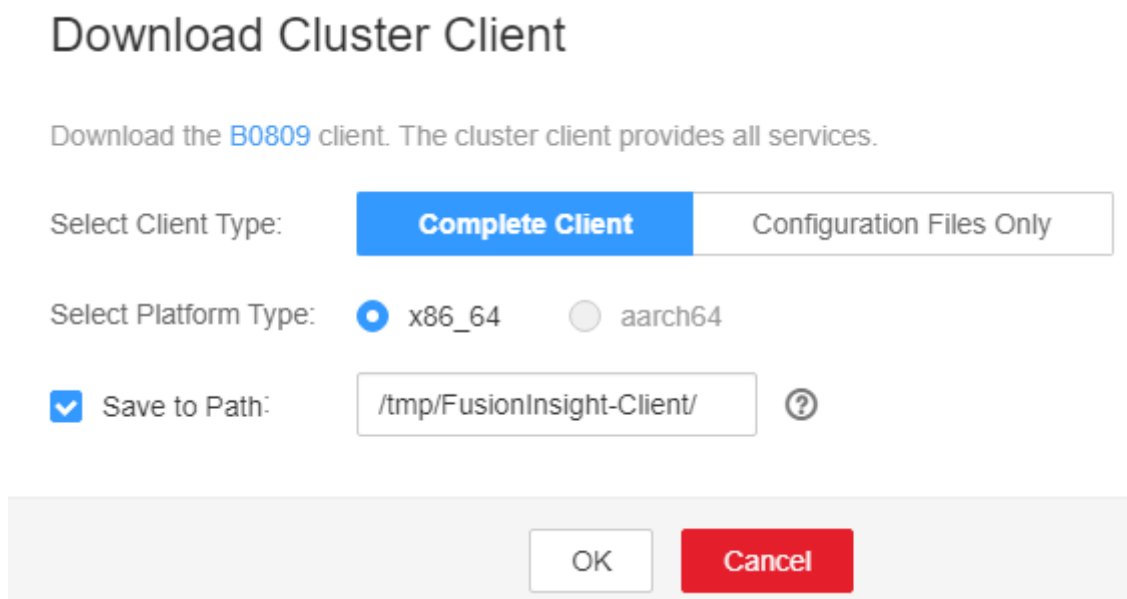 Download Cluster Client
Download the B0809 client. The cluster client provides all services.
Select Client Type: Complete Client Configuration Files Only
Select Platform Type: x86_64 aarch64
Save to Path: /tmp/FusionInsight-Client/ ?
OK Cancel